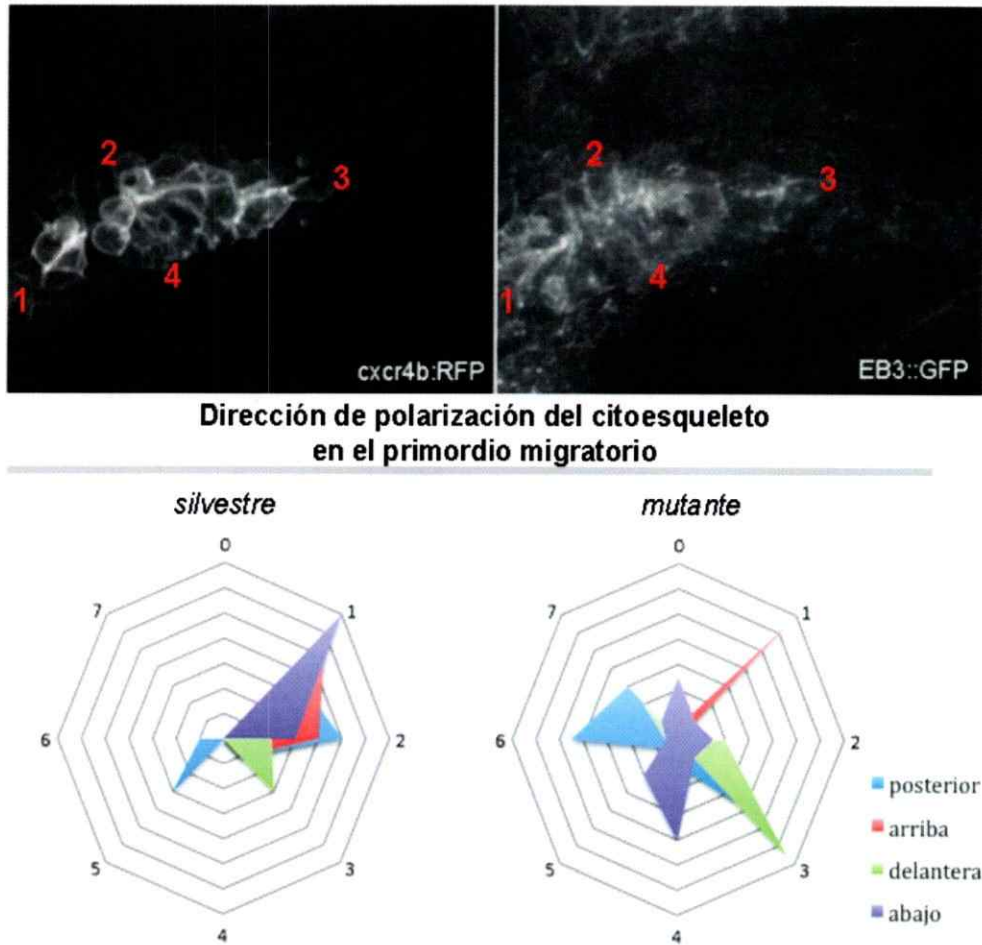 2
3
4
1
cxcr4b:RFP
2
3
4
1
EB3::GFP
Dirección de polarización del citoesqueleto
en el primordio migratorio
silvestre
0
7
1
6
2
5
3
4
mutante
0
7
1
6
2
5
3
4
posterior
arriba
delantera
abajo